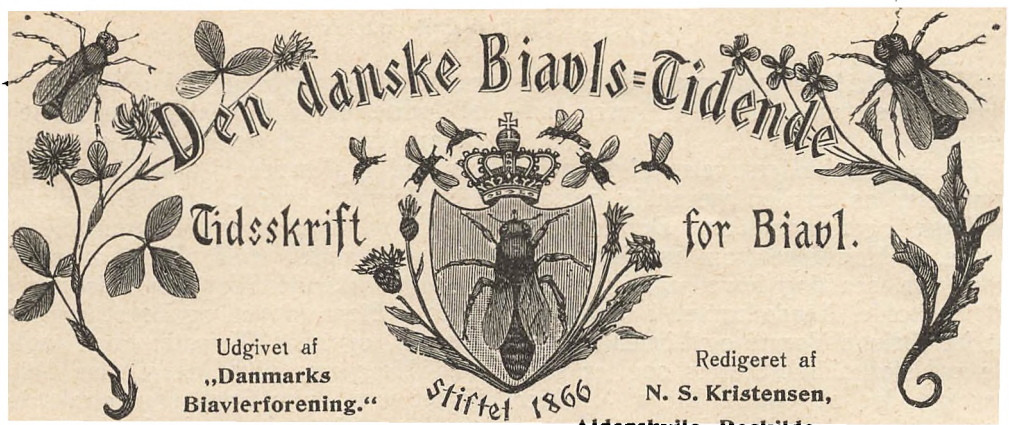 Den danske Biavls-Tidende
Tidsskrift for Biavl.
Udgivet af
„Danmarks
Biavlerforening.“
Stiftet 1866
Redigeret af
N. S. Kristensen,